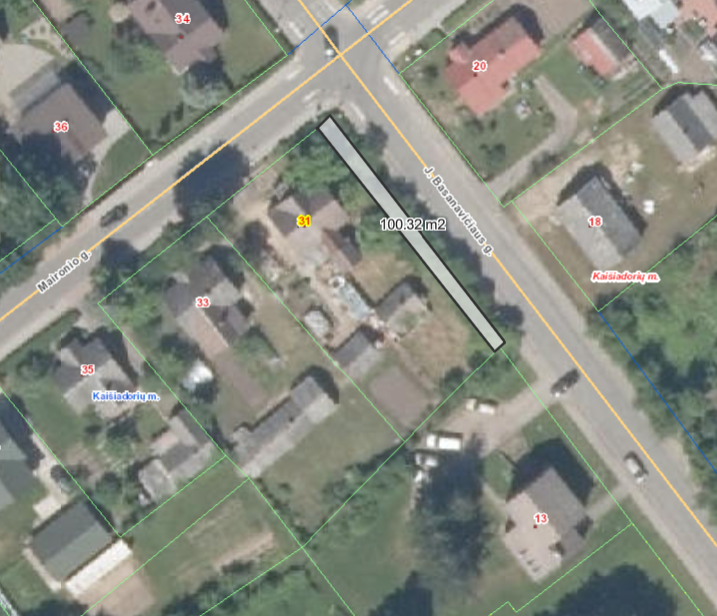 34
20
36
J. Basanavičiaus g.
31
100.32 m2
18
Maironio g.
Kaišiadorių m.
33
35
Kaišiadorių m.
13